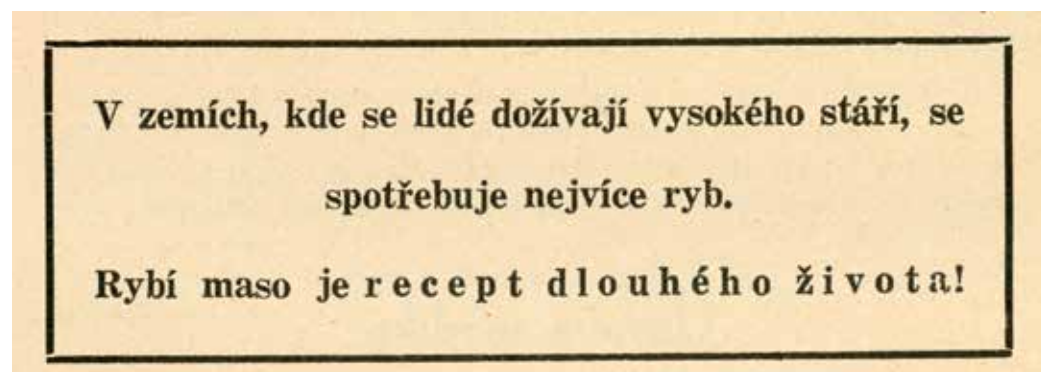 V zemích, kde se lidé dožívají vysokého stáří, se
spotřebuje nejvíce ryb.
Rybí maso je recept dlouhého života!